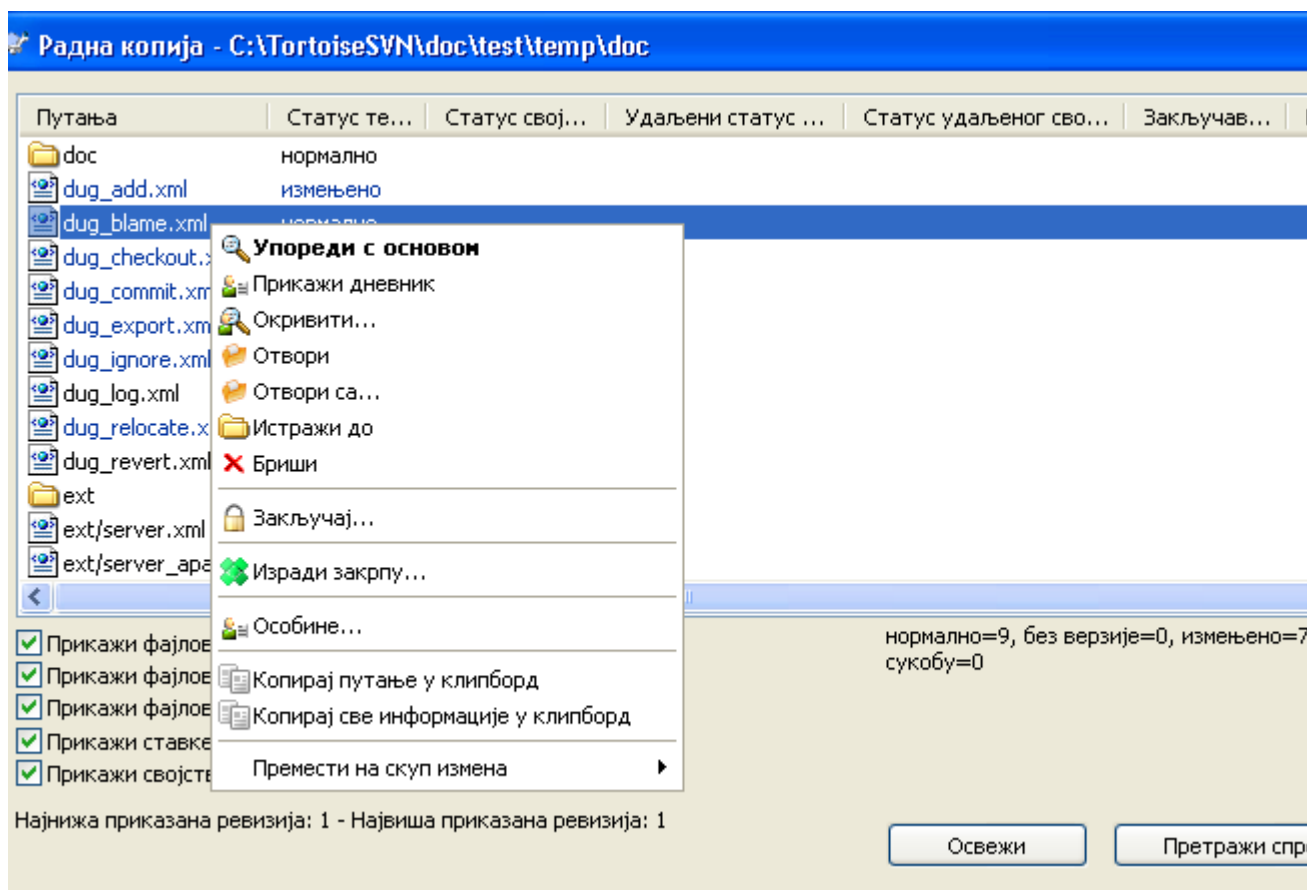 Радна копија - C:\TortoiseSVN\doc\test\temp\doc
Путања Статус те... Статус свој... Удаљени статус ... Статус удаљеног сво... Закључав...
doc нормално
dug_add.xml измењено
dug_blame.xml нормално
dug_checkout.
dug_commit.xm
dug_export.xm
dug_ignore.xml
dug_log.xml
dug_relocate.x
dug_revert.xml
ext
ext/server.xml
ext/server_apa
Упореди с основом
Прикажи дневник
Окривити...
Отвори
Отвори са...
Истражи до
Бриши
Закључај...
Изради закрпу...
Особине...
Копирај путање у клипборд
Копирај све информације у клипборд
Премести на скуп измена
Прикажи фајлов
Прикажи фајлов
Прикажи фајлов
Прикажи ставке
Прикажи својств
нормално=9, без верзије=0, измењено=7
сукобу=0
Најнижа приказана ревизија: 1 - Највиша приказана ревизија: 1
Освежи
Претражи спр